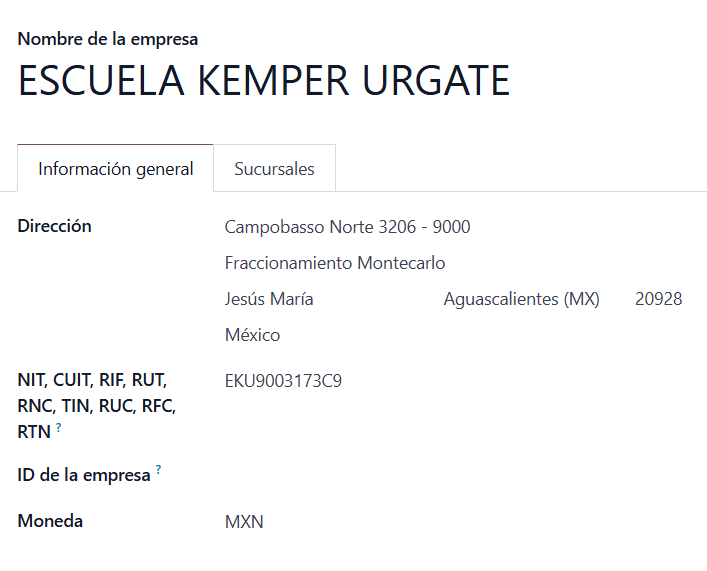 Nombre de la empresa
ESCUELA KEMPER URGATE
Información general Sucursales
Dirección Campobasso Norte 3206 - 9000
Fraccionamiento Montecarlo
Jesús María Aguascalientes (MX) 20928
México
NIT, CUIT, RIF, RUT, EKU9003173C9
RNC, TIN, RUC, RFC,
RTN ?
ID de la empresa ?
Moneda MXN